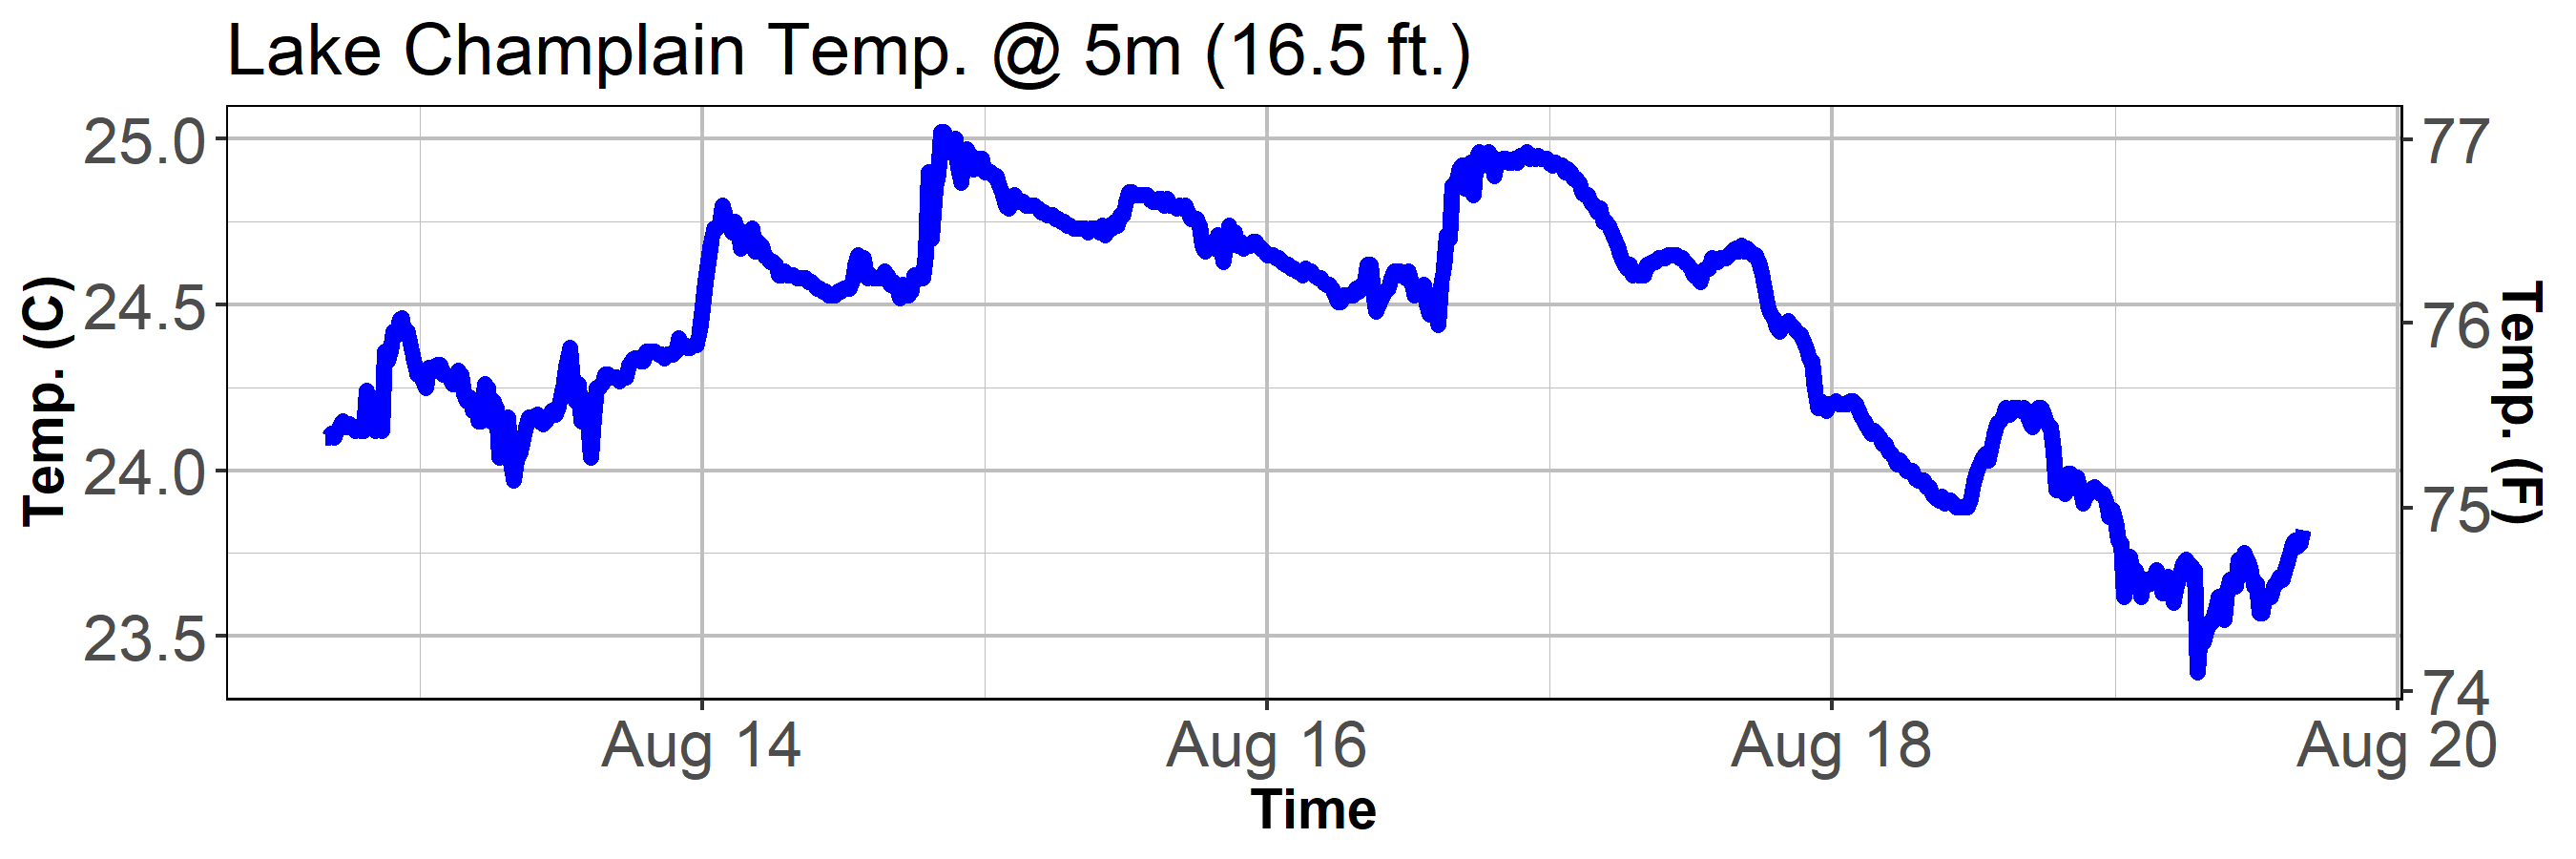 Lake Champlain Temp. @ 5m (16.5 ft.)
25.0
24.5
24.0
23.5
Temp. (C)
77
76
75
74
Temp. (F)
Aug 14
Aug 16
Aug 18
Aug 20
Time